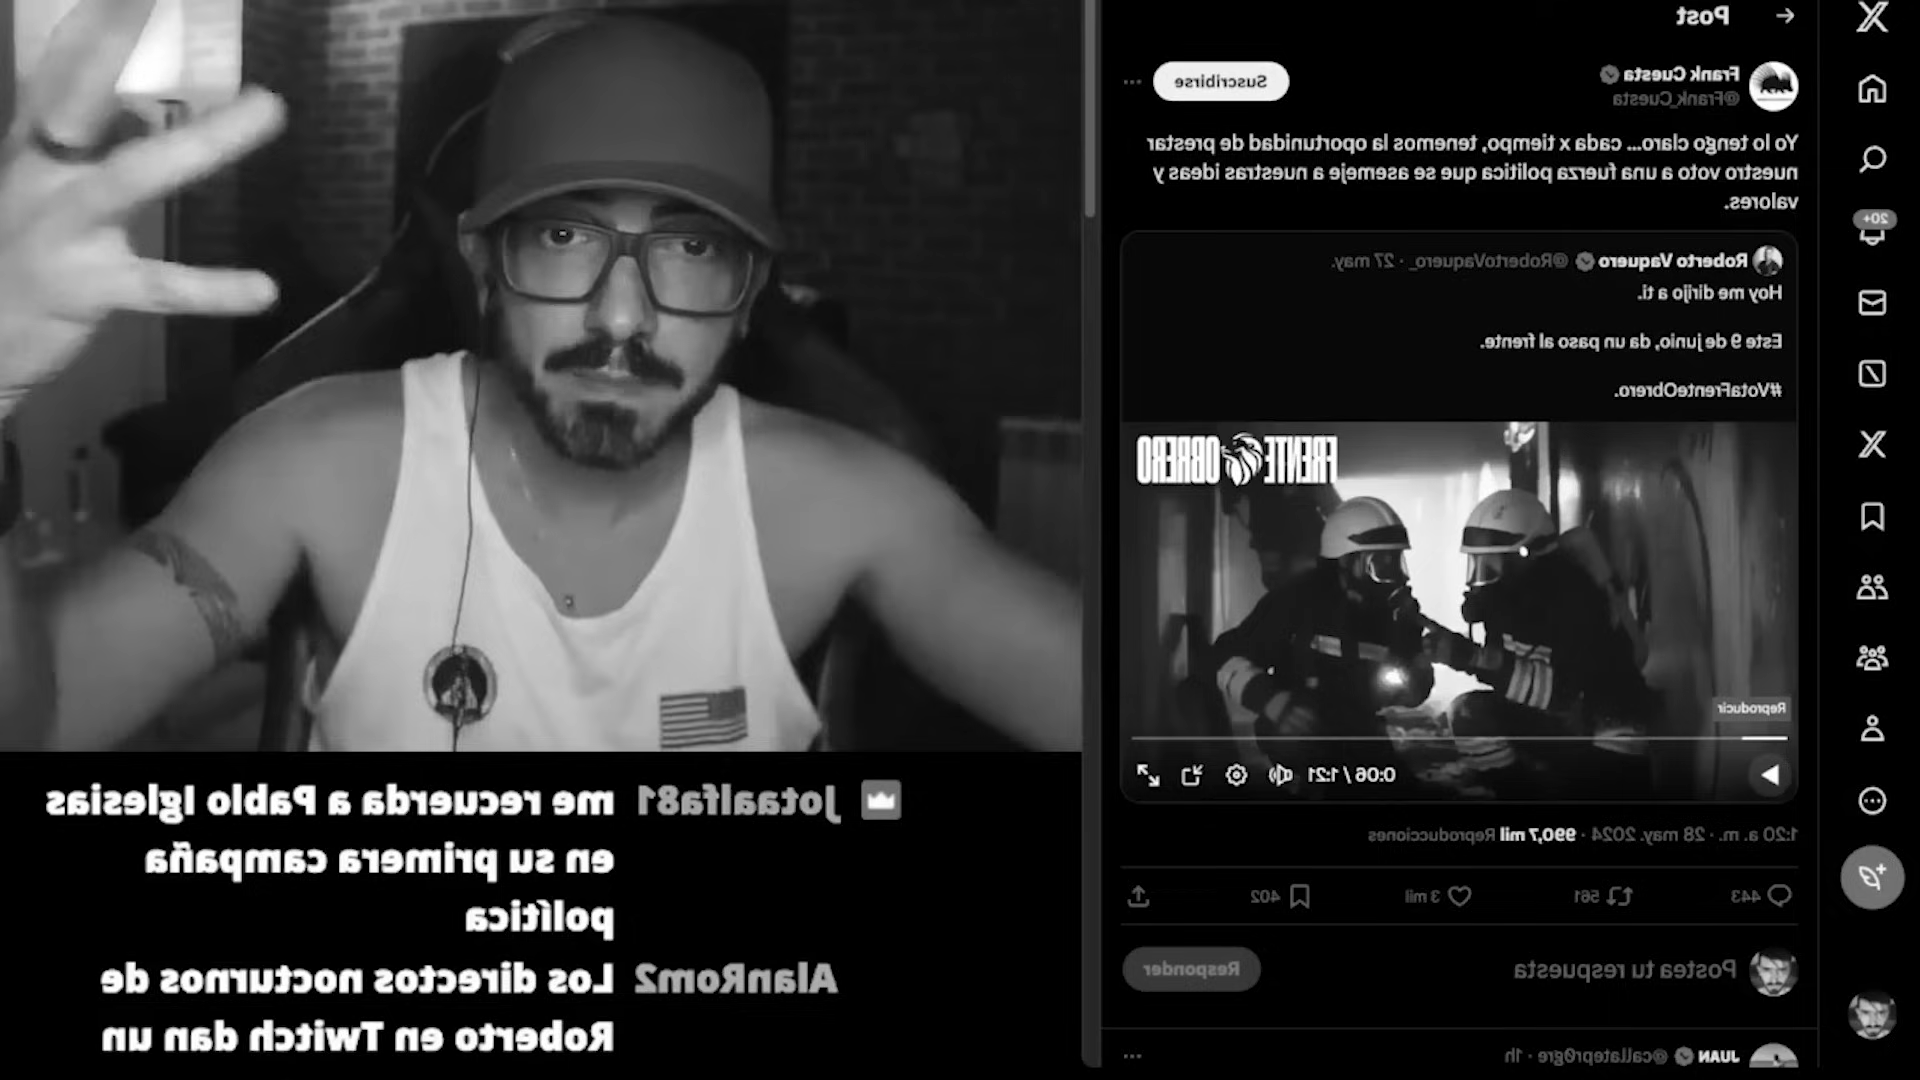 Post
Frank Cuesta
@Frank_Cuesta
Suscribirse
Yo lo tengo claro... cada x tiempo, tenemos la oportunidad de prestar
nuestro voto a una fuerza política que se asemeje a nuestras ideas y
valores.
Roberto Vaquero @RobertoVaquero_ · 27 may.
Hoy me dirijo a ti.
Este 9 de junio, da un paso al frente.
#VotaFrenteObrero.
FRENTE OBRERO
Reproducir
0:06 / 1:21
1:20 a. m. · 28 may. 2024 · 990,7 mil Reproducciones
443 561 3 mil 402
Postea tu respuesta
Responder
JUAN @callatepr0gre · 1h
20+
Jotaalfa81 me recuerda a Pablo Iglesias
en su primera campaña
política
AlanRom2 Los directos nocturnos de
Roberto en Twitch dan un